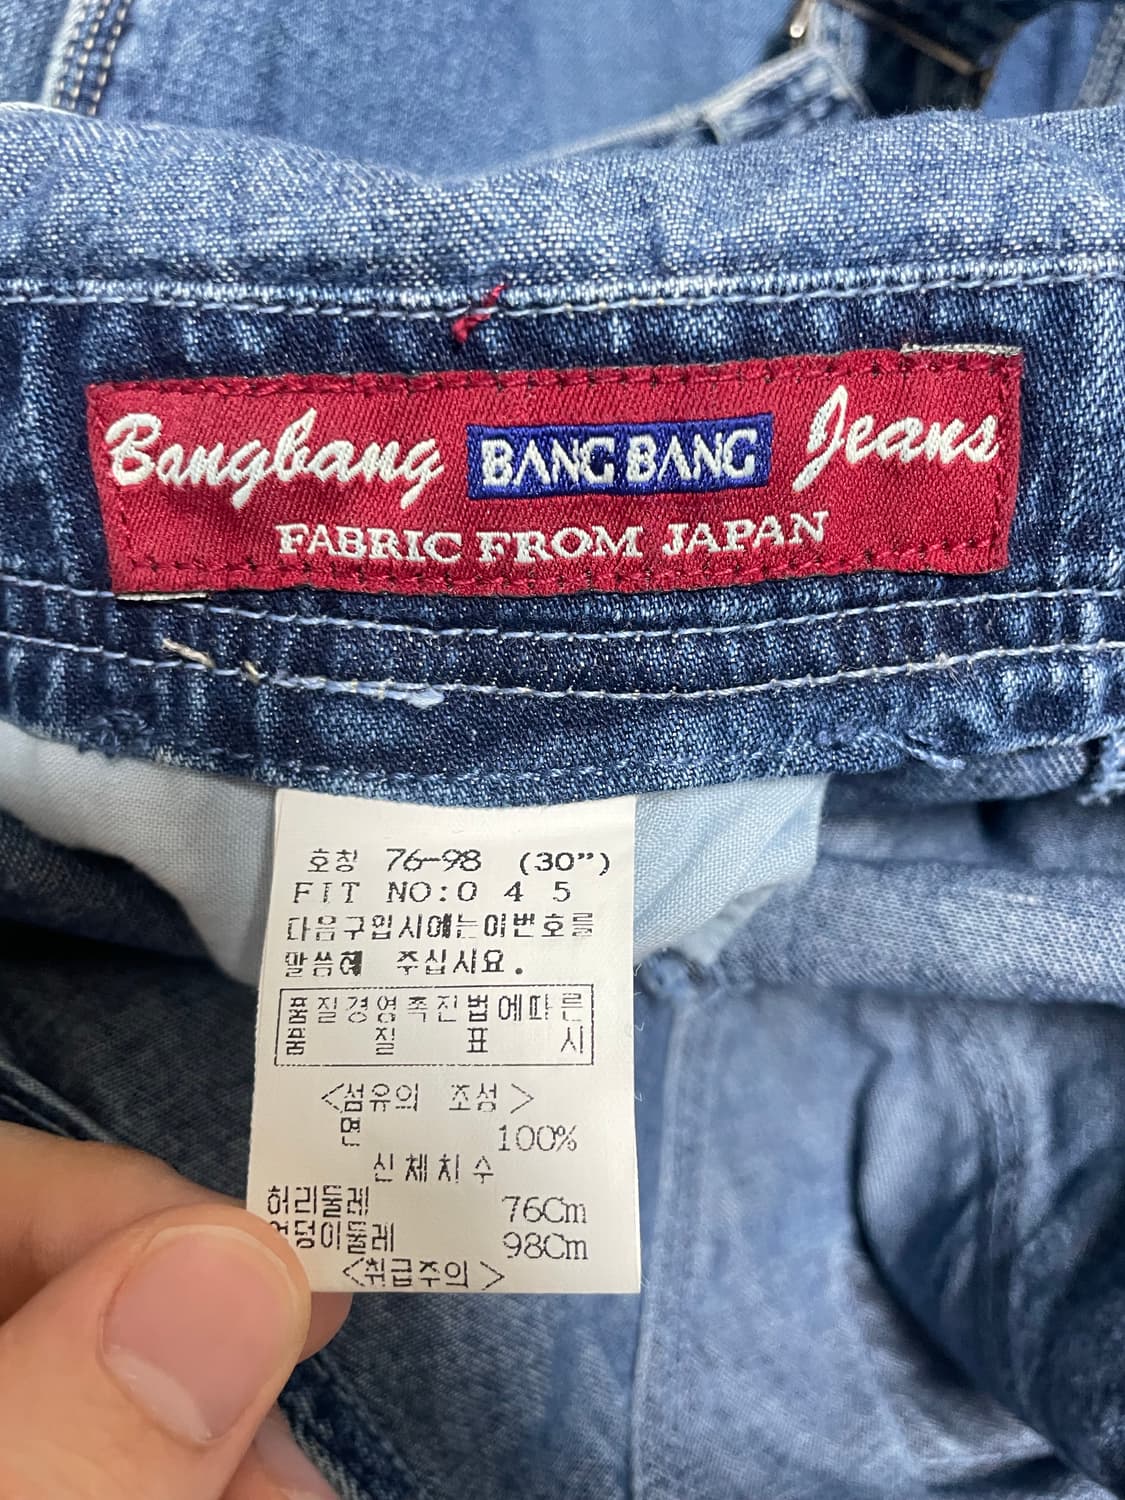 Bangbang BANG BANG Jeans
FABRIC FROM JAPAN
호칭 76-98 (30")
FIT NO:0 4 5
다음구입시에는이번호를
말씀해 주십시요.
품질경영촉진법에따른
품 질 표 시
<섬유의 조성>
면 100%
신체치수
허리둘레 76Cm
엉덩이둘레 98Cm
<취급주의>